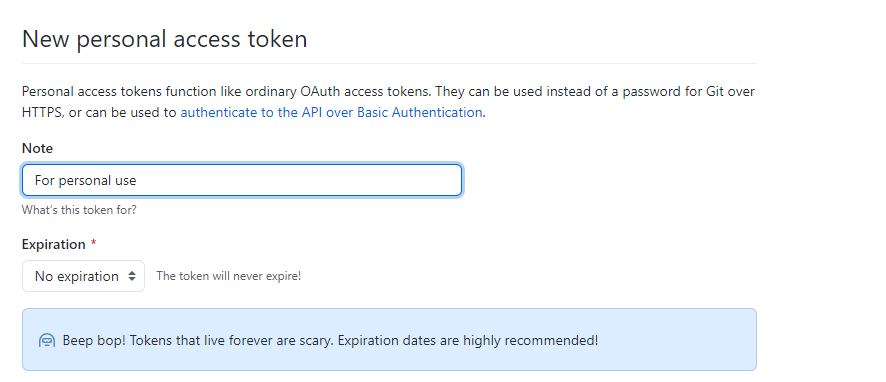 New personal access token
Personal access tokens function like ordinary OAuth access tokens. They can be used instead of a password for Git over
HTTPS, or can be used to authenticate to the API over Basic Authentication.
Note
For personal use
What's this token for?
Expiration *
No expiration The token will never expire!
Beep bop! Tokens that live forever are scary. Expiration dates are highly recommended!